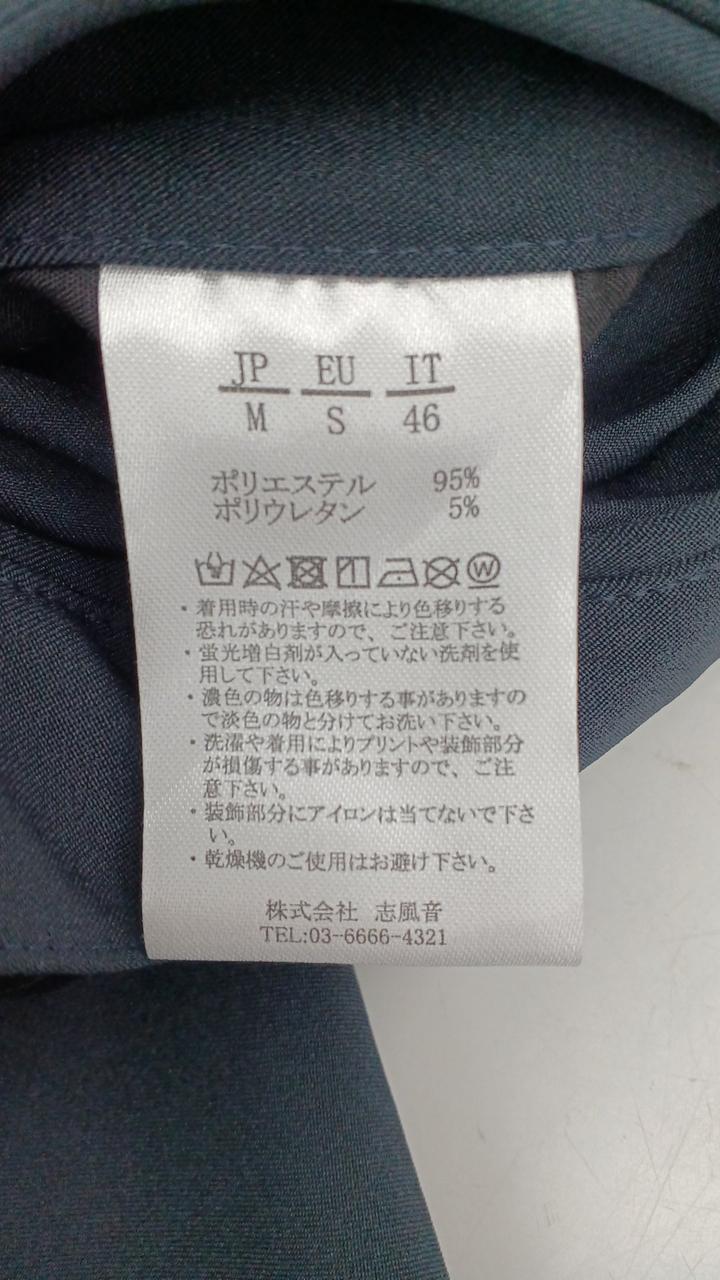 JP EU IT
M S 46
ポリエステル 95%
ポリウレタン 5%
W
・着用時の汗や摩擦により色移りする
恐れがありますので、ご注意下さい。
・蛍光増白剤が入っていない洗剤を使
用して下さい。
・濃色の物は色移りする事がありますの
で淡色の物と分けてお洗い下さい。
・洗濯や着用によりプリントや装飾部分
が損傷する事がありますので、ご注
意下さい。
・装飾部分にアイロンは当てないで下さ
い。
・乾燥機のご使用はお避け下さい。
株式会社 志風音
TEL:03-6666-4321